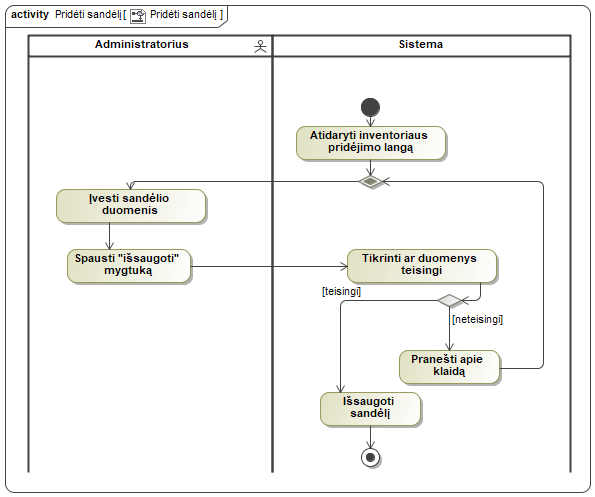 activity Pridėti sandėlį[ Pridėti sandėlį ]
Administratorius
Sistema
Atidaryti inventoriaus
pridėjimo langą
Įvesti sandėlio
duomenis
Spausti "išsaugoti"
mygtuką
Tikrinti ar duomenys
teisingi
[teisingi]
[neteisingi]
Pranešti apie
klaidą
Išsaugoti
sandėlį